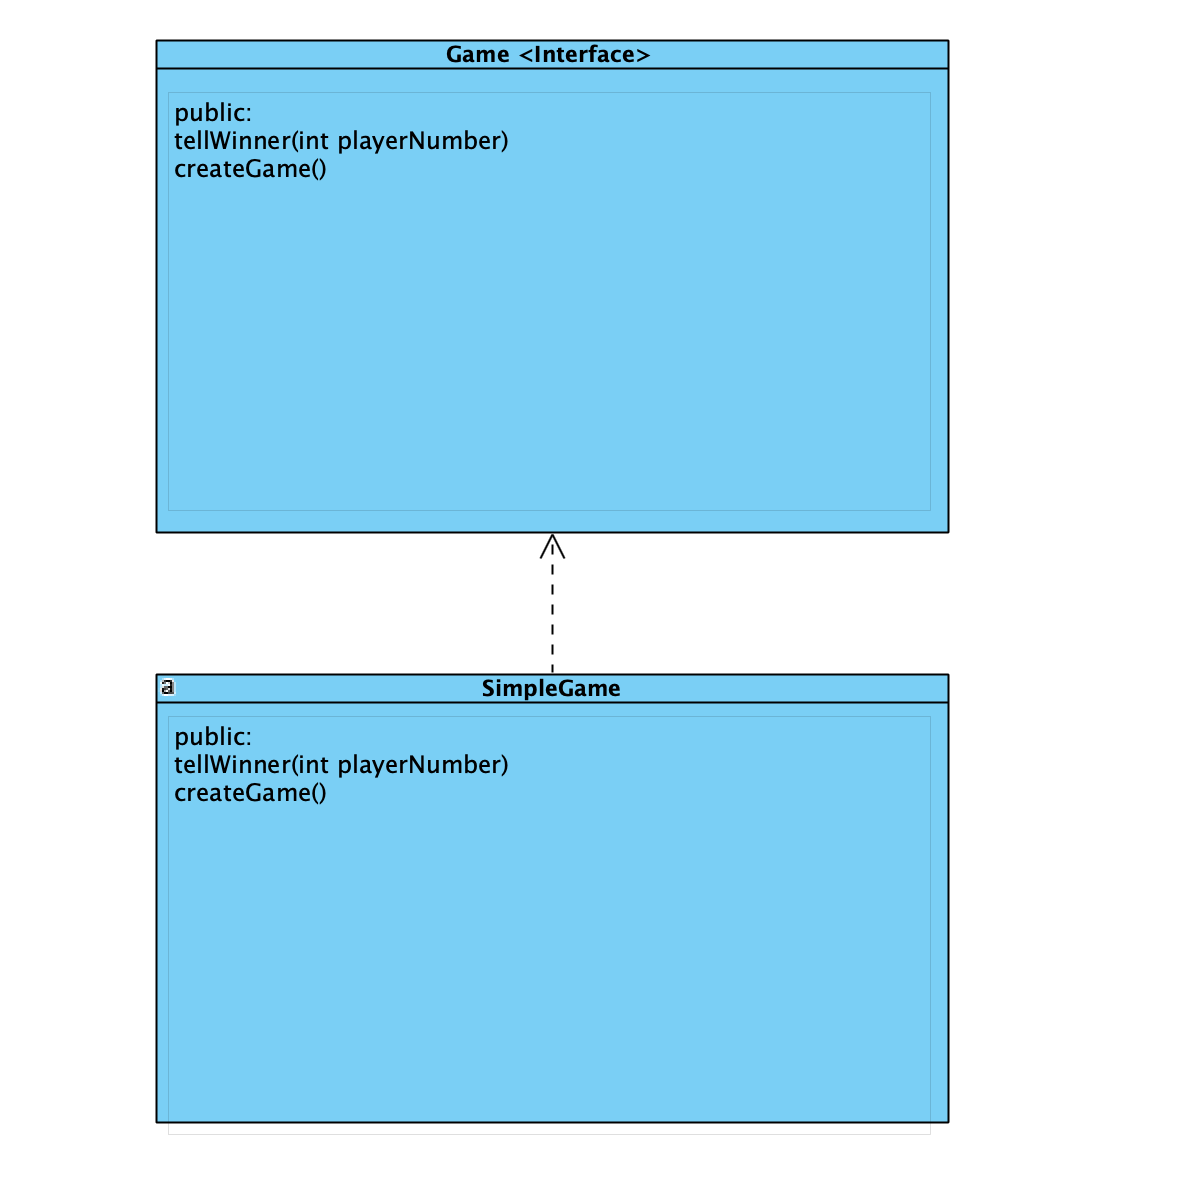 Game <Interface>
public:
tellWinner(int playerNumber)
createGame()
a
SimpleGame
public:
tellWinner(int playerNumber)
createGame()